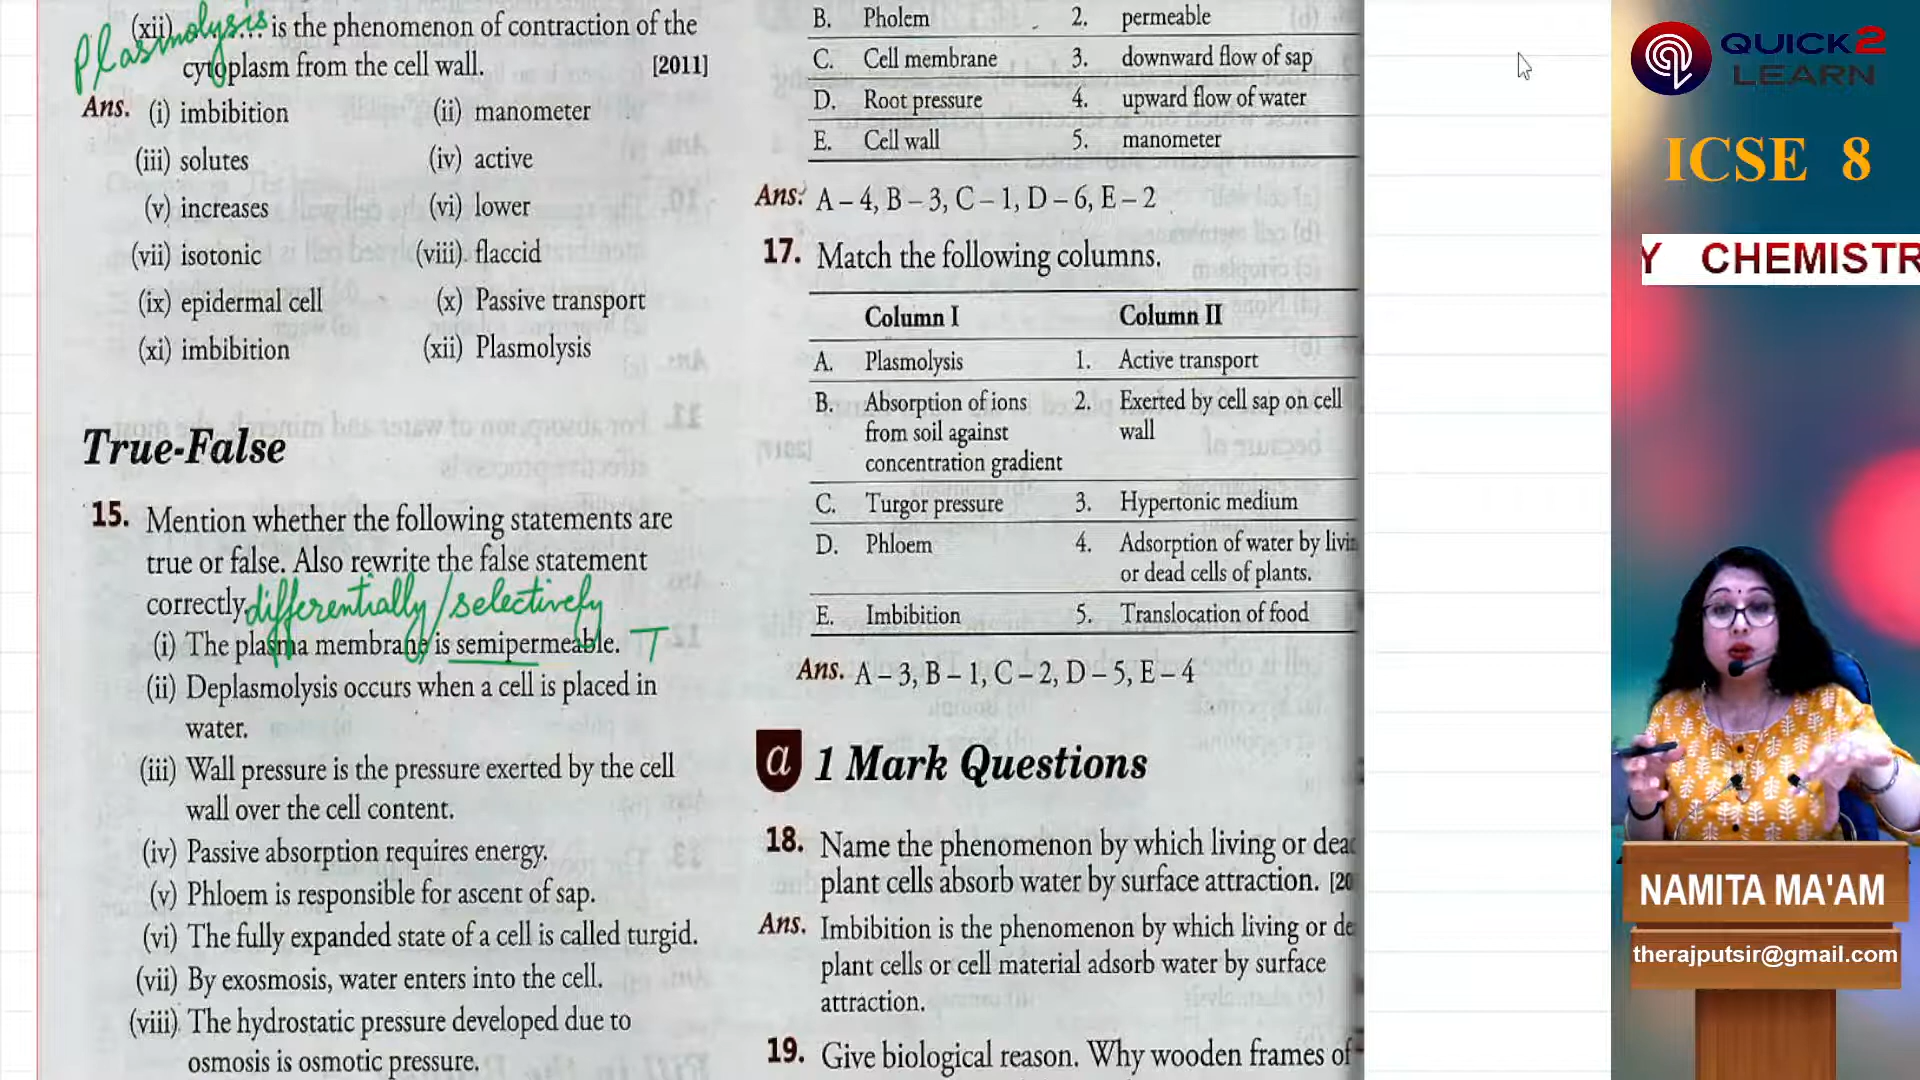 Plasmolysis
(xii) ... is the phenomenon of contraction of the
cytoplasm from the cell wall. [2011]
Ans. (i) imbibition (ii) manometer
(iii) solutes (iv) active
(v) increases (vi) lower
(vii) isotonic (viii) flaccid
(ix) epidermal cell (x) Passive transport
(xi) imbibition (xii) Plasmolysis
True-False
15. Mention whether the following statements are
true or false. Also rewrite the false statement
correctly.
differentially/selectively
(i) The plasma membrane is semipermeable. T
(ii) Deplasmolysis occurs when a cell is placed in
water.
(iii) Wall pressure is the pressure exerted by the cell
wall over the cell content.
(iv) Passive absorption requires energy.
(v) Phloem is responsible for ascent of sap.
(vi) The fully expanded state of a cell is called turgid.
(vii) By exosmosis, water enters into the cell.
(viii) The hydrostatic pressure developed due to
osmosis is osmotic pressure.
B. Pholem 2. permeable
C. Cell membrane 3. downward flow of sap
D. Root pressure 4. upward flow of water
E. Cell wall 5. manometer
Ans. A – 4, B – 3, C – 1, D – 6, E – 2
17. Match the following columns.
Column I Column II
A. Plasmolysis 1. Active transport
B. Absorption of ions 2. Exerted by cell sap on cell
from soil against wall
concentration gradient
C. Turgor pressure 3. Hypertonic medium
D. Phloem 4. Adsorption of water by livi
or dead cells of plants.
E. Imbibition 5. Translocation of food
Ans. A – 3, B – 1, C – 2, D – 5, E – 4
a 1 Mark Questions
18. Name the phenomenon by which living or dea
plant cells absorb water by surface attraction. [20
Ans. Imbibition is the phenomenon by which living or de
plant cells or cell material adsorb water by surface
attraction.
19. Give biological reason. Why wooden frames of
QUICK2
LEARN
ICSE 8
Y CHEMISTR
NAMITA MA'AM
therajputsir@gmail.com